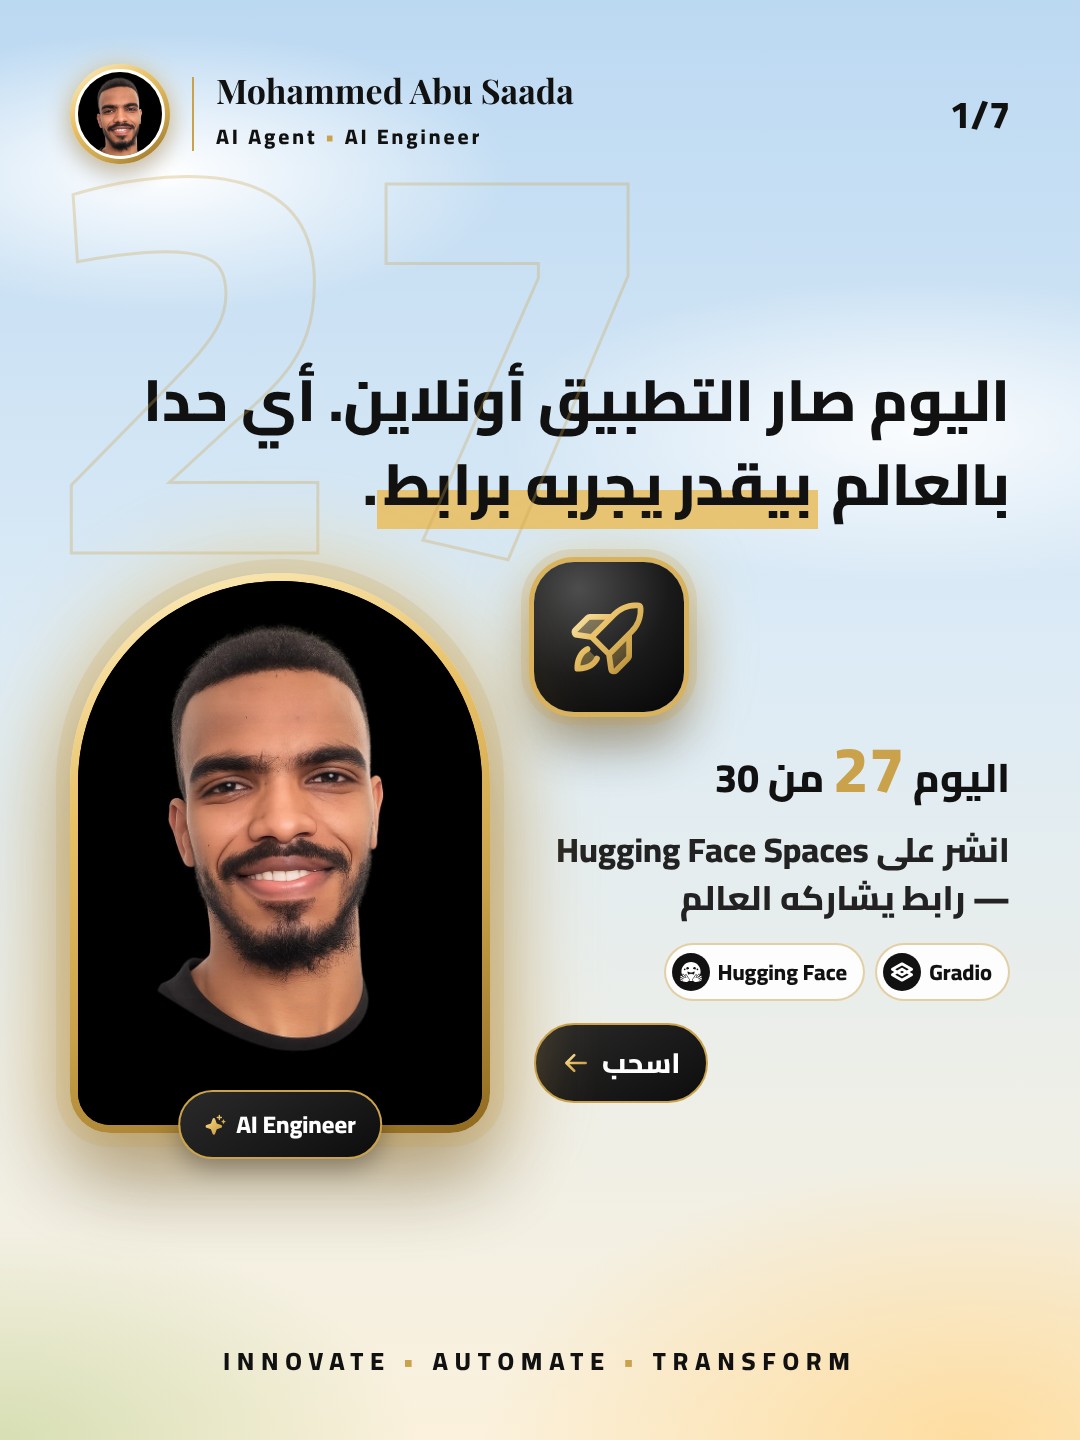 Mohammed Abu Saada
AI Agent ▪ AI Engineer
1/7
27
اليوم صار التطبيق أونلاين. أي حدا
بالعالم بيقدر يجربه برابط.
اليوم 27 من 30
انشر على Hugging Face Spaces
— رابط يشاركه العالم
Gradio
Hugging Face
اسحب ←
AI Engineer
INNOVATE ▪ AUTOMATE ▪ TRANSFORM